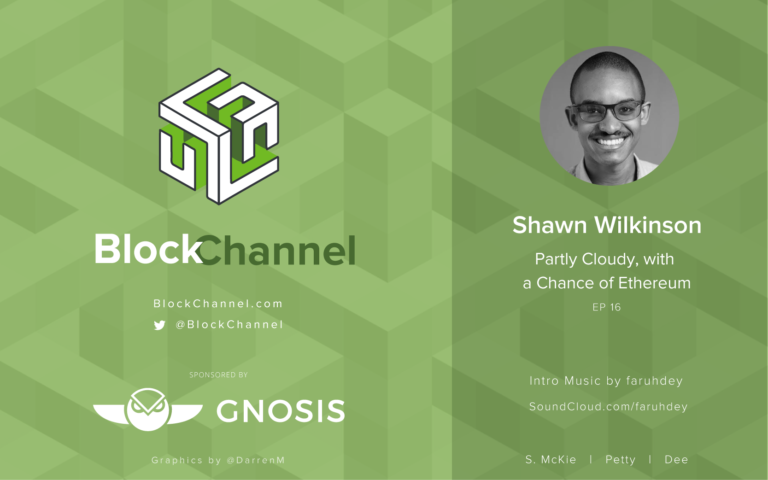 BlockChannel
BlockChannel.com
@BlockChannel
SPONSORED BY
GNOSIS
Graphics by @DarrenM
Shawn Wilkinson
Partly Cloudy, with
a Chance of Ethereum
EP 16
Intro Music by faruhdey
SoundCloud.com/faruhdey
S. McKie | Petty | Dee